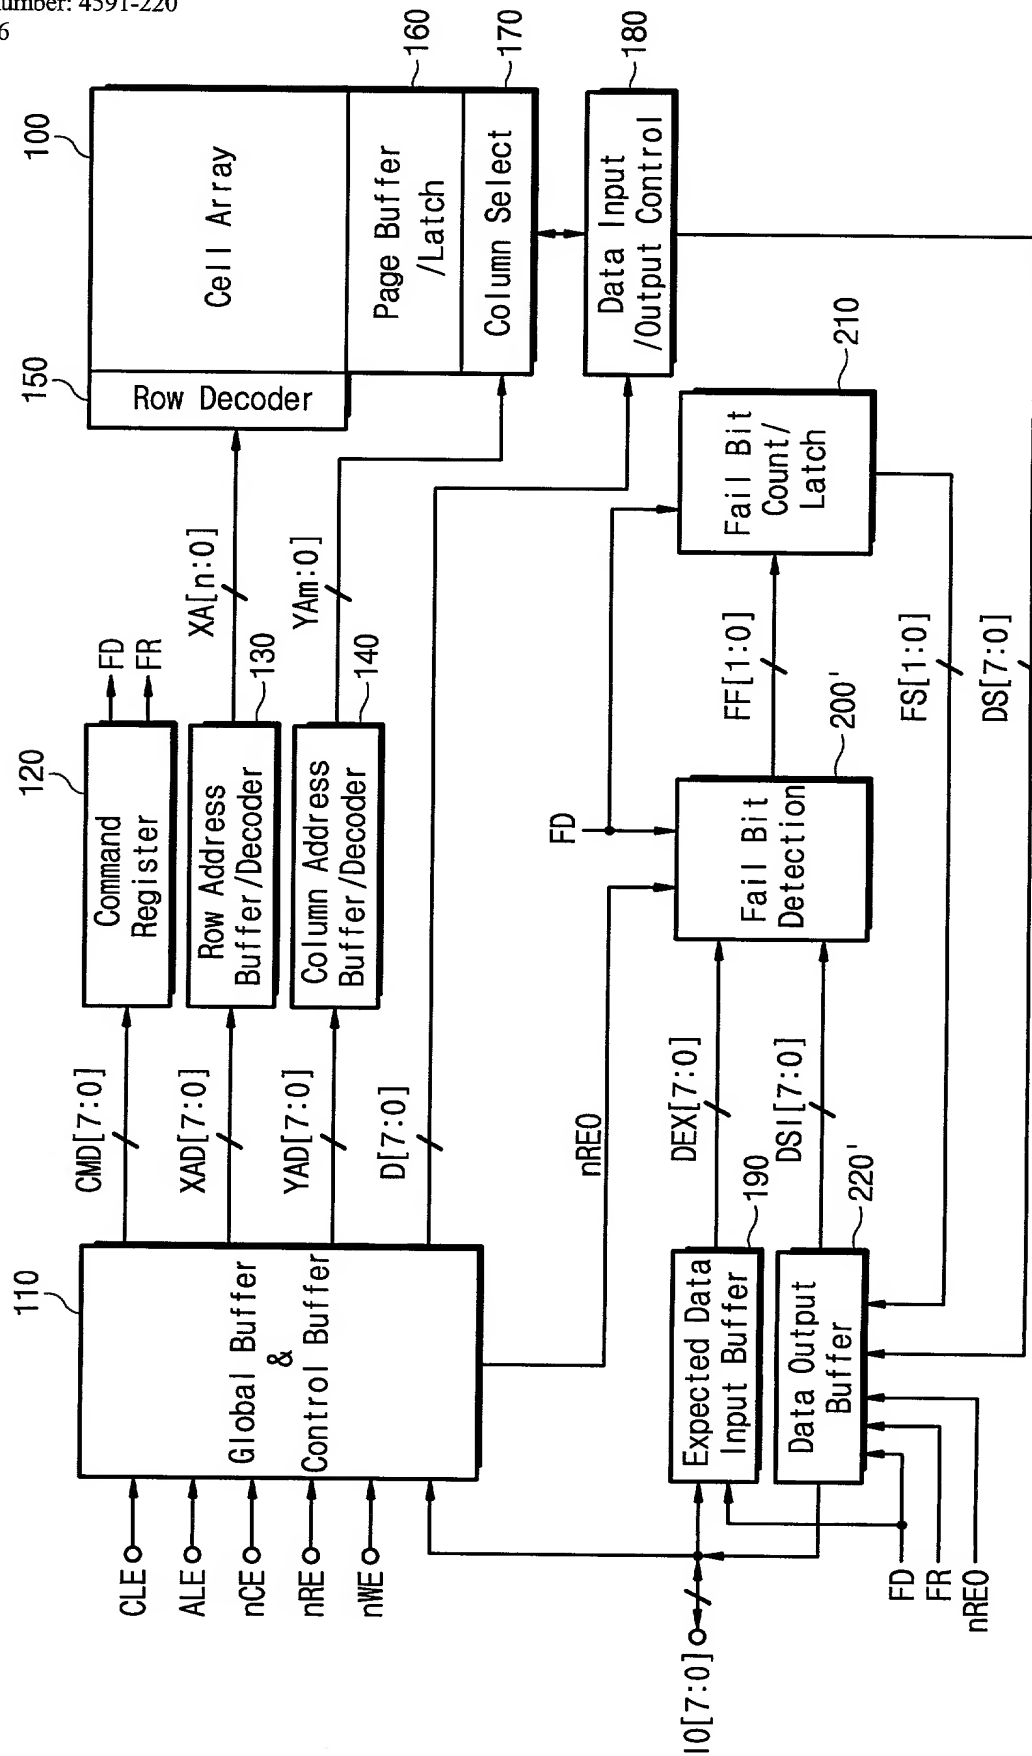 umber: 4591-220
6
100
150
160
170
180
Cell Array
Row Decoder
Page Buffer
/Latch
Column Select
Data Input
/Output Control
XA[n:0]
YAm:0]
120
FD
FR
Command
Register
130
Row Address
Buffer/Decoder
140
Column Address
Buffer/Decoder
CMD[7:0]
XAD[7:0]
YAD[7:0]
D[7:0]
110
Global Buffer
&
Control Buffer
CLE
ALE
nCE
nRE
nWE
210
Fail Bit
Count/
Latch
FF[1:0]
200'
FS[1:0]
DS[7:0]
FD
Fail Bit
Detection
nREO
DEX[7:0]
DSI[7:0]
190
Expected Data
Input Buffer
220'
Data Output
Buffer
IO[7:0]
FD
FR
nREO